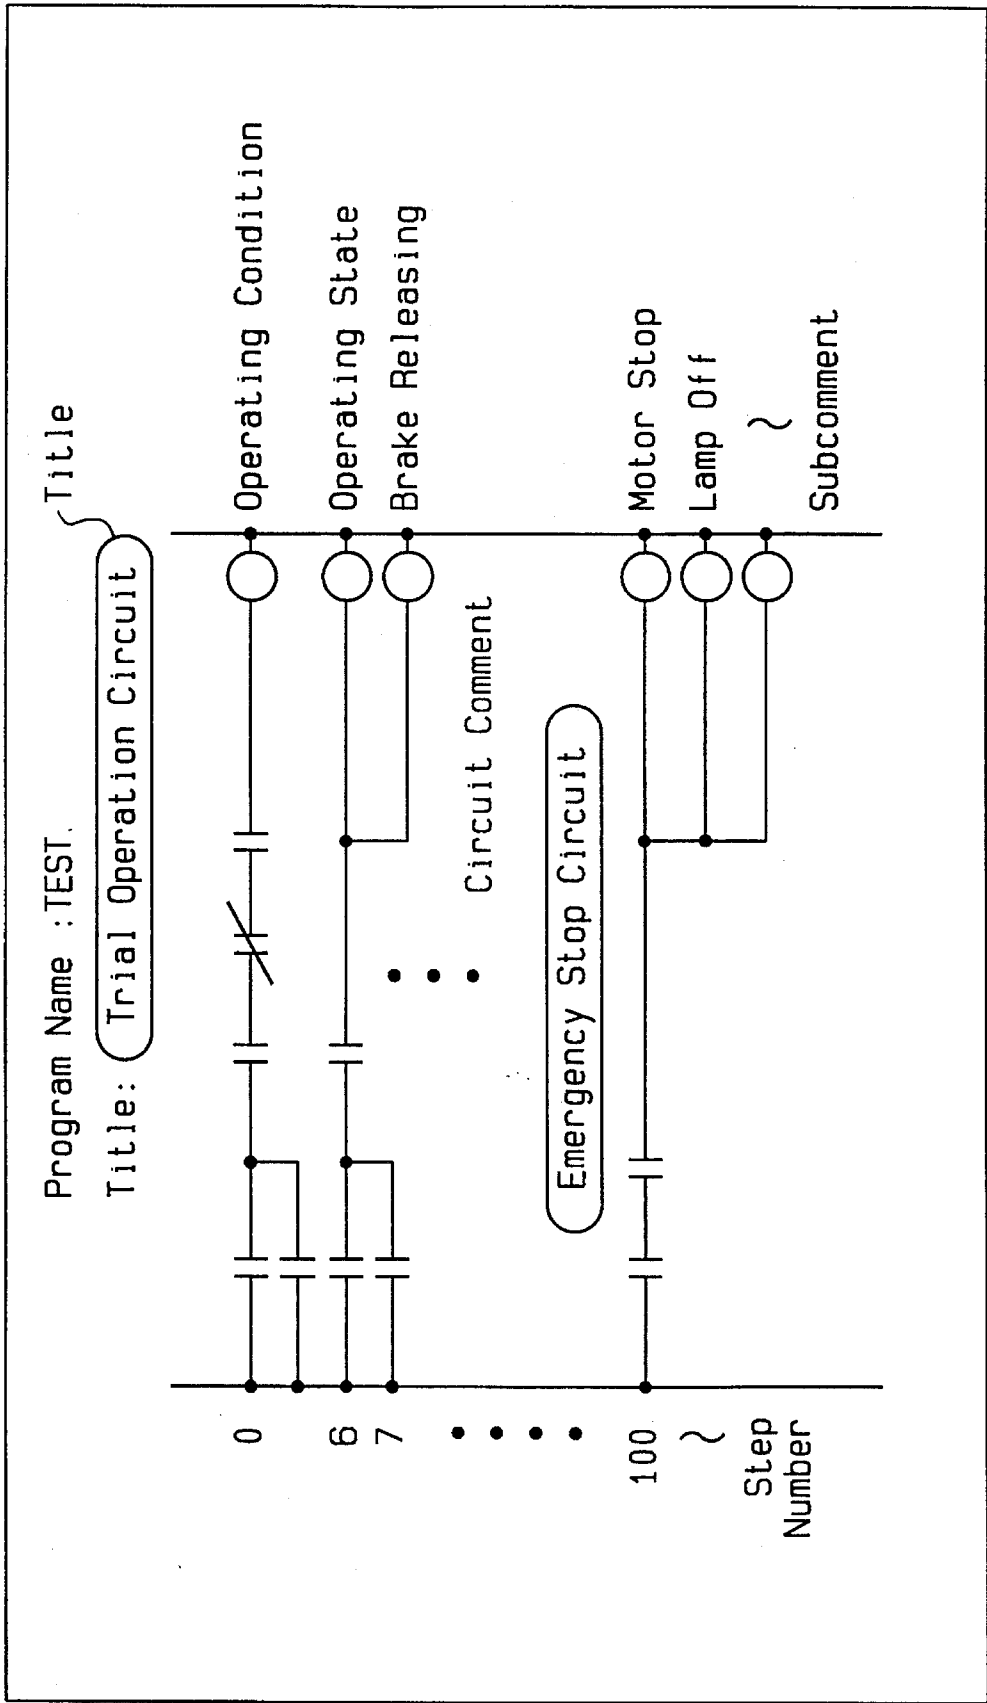 Program Name :TEST.
Title: Trial Operation Circuit
Title
0
Operating Condition
6
Operating State
7
Brake Releasing
Circuit Comment
Emergency Stop Circuit
100
Motor Stop
Lamp Off
Step
Number
Subcomment